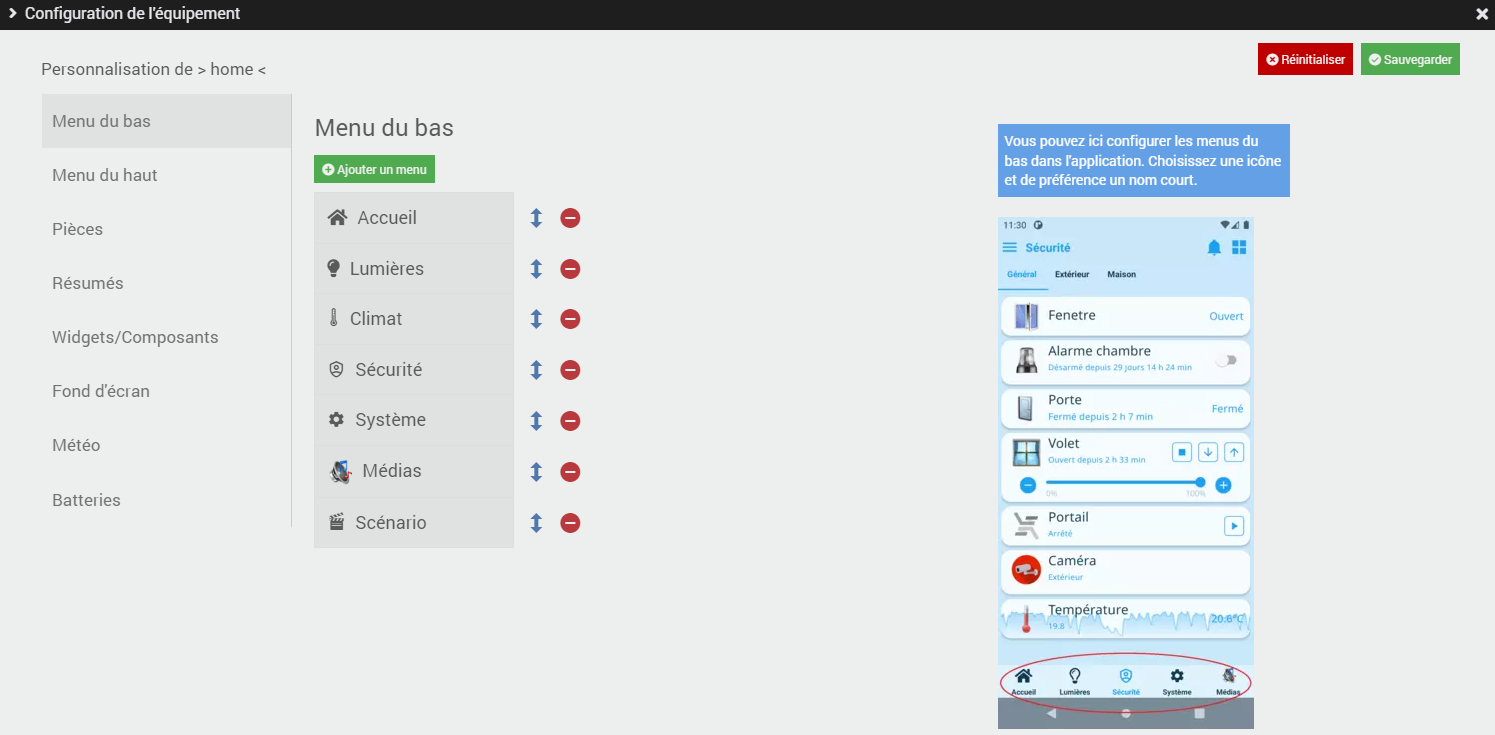 Configuration de l'équipement
Personnalisation de > home <
Réinitialiser
Sauvegarder
Menu du bas
Menu du haut
Pièces
Résumés
Widgets/Composants
Fond d'écran
Météo
Batteries
Menu du bas
Ajouter un menu
Accueil
Lumières
Climat
Sécurité
Système
Médias
Scénario
Vous pouvez ici configurer les menus du
bas dans l'application. Choisissez une icône
et de préférence un nom court.
11:30
Sécurité
Général Extérieur Maison
Fenetre
Ouvert
Alarme chambre
Désarmé depuis 29 jours 14 h 24 min
Porte
Fermé depuis 2 h 7 min
Fermé
Volet
Ouvert depuis 2 h 33 min
0% 100%
Portail
Arrêté
Caméra
Extérieur
Température
19.8
20.6°C
Accueil Lumières Sécurité Système Médias